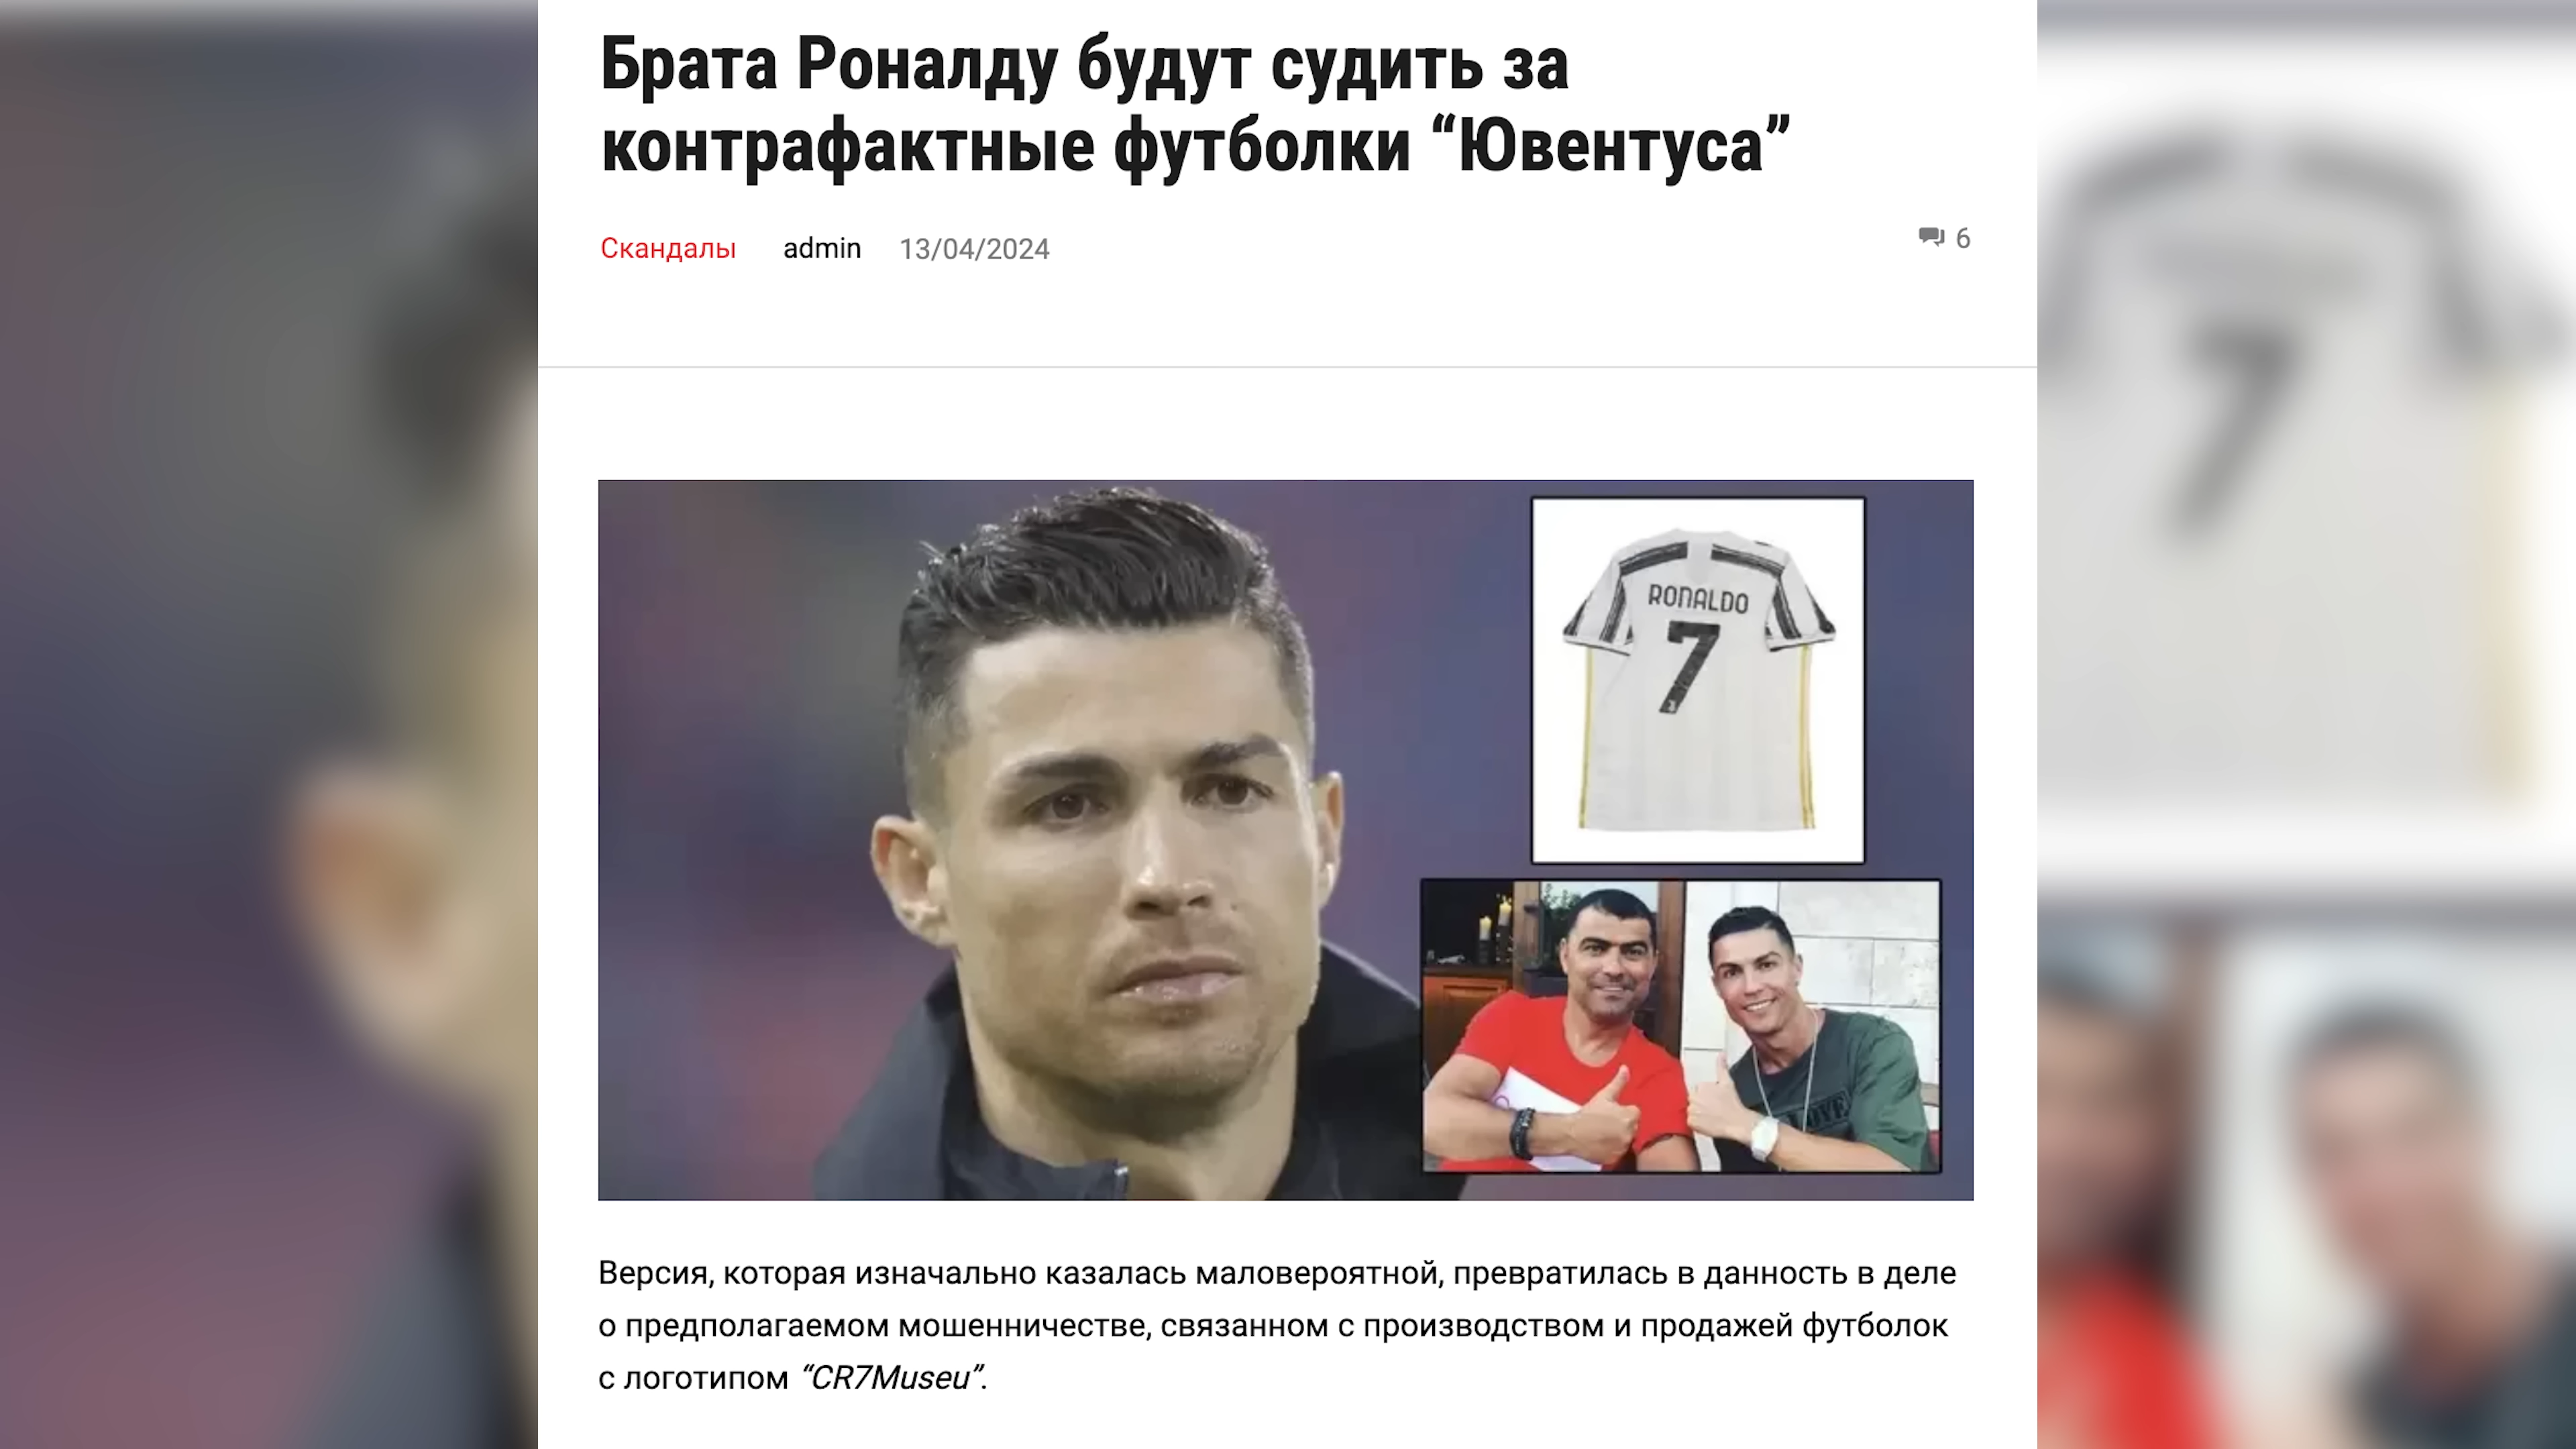 Брата Роналду будут судить за
контрафактные футболки “Ювентуса”
Скандалы admin 13/04/2024 6
RONALDO
7
Версия, которая изначально казалась маловероятной, превратилась в данность в деле
о предполагаемом мошенничестве, связанном с производством и продажей футболок
с логотипом “CR7Museu”.